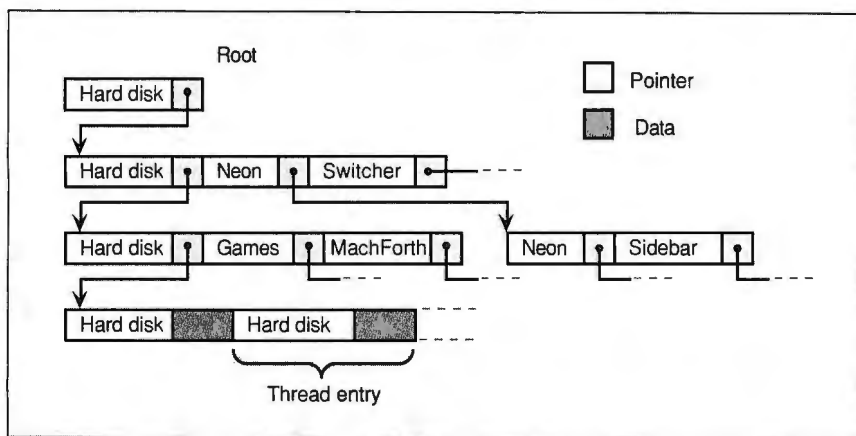 Root
Hard disk
Pointer
Data
Hard disk Neon Switcher
Hard disk Games MachForth Neon Sidebar
Hard disk Hard disk
Thread entry